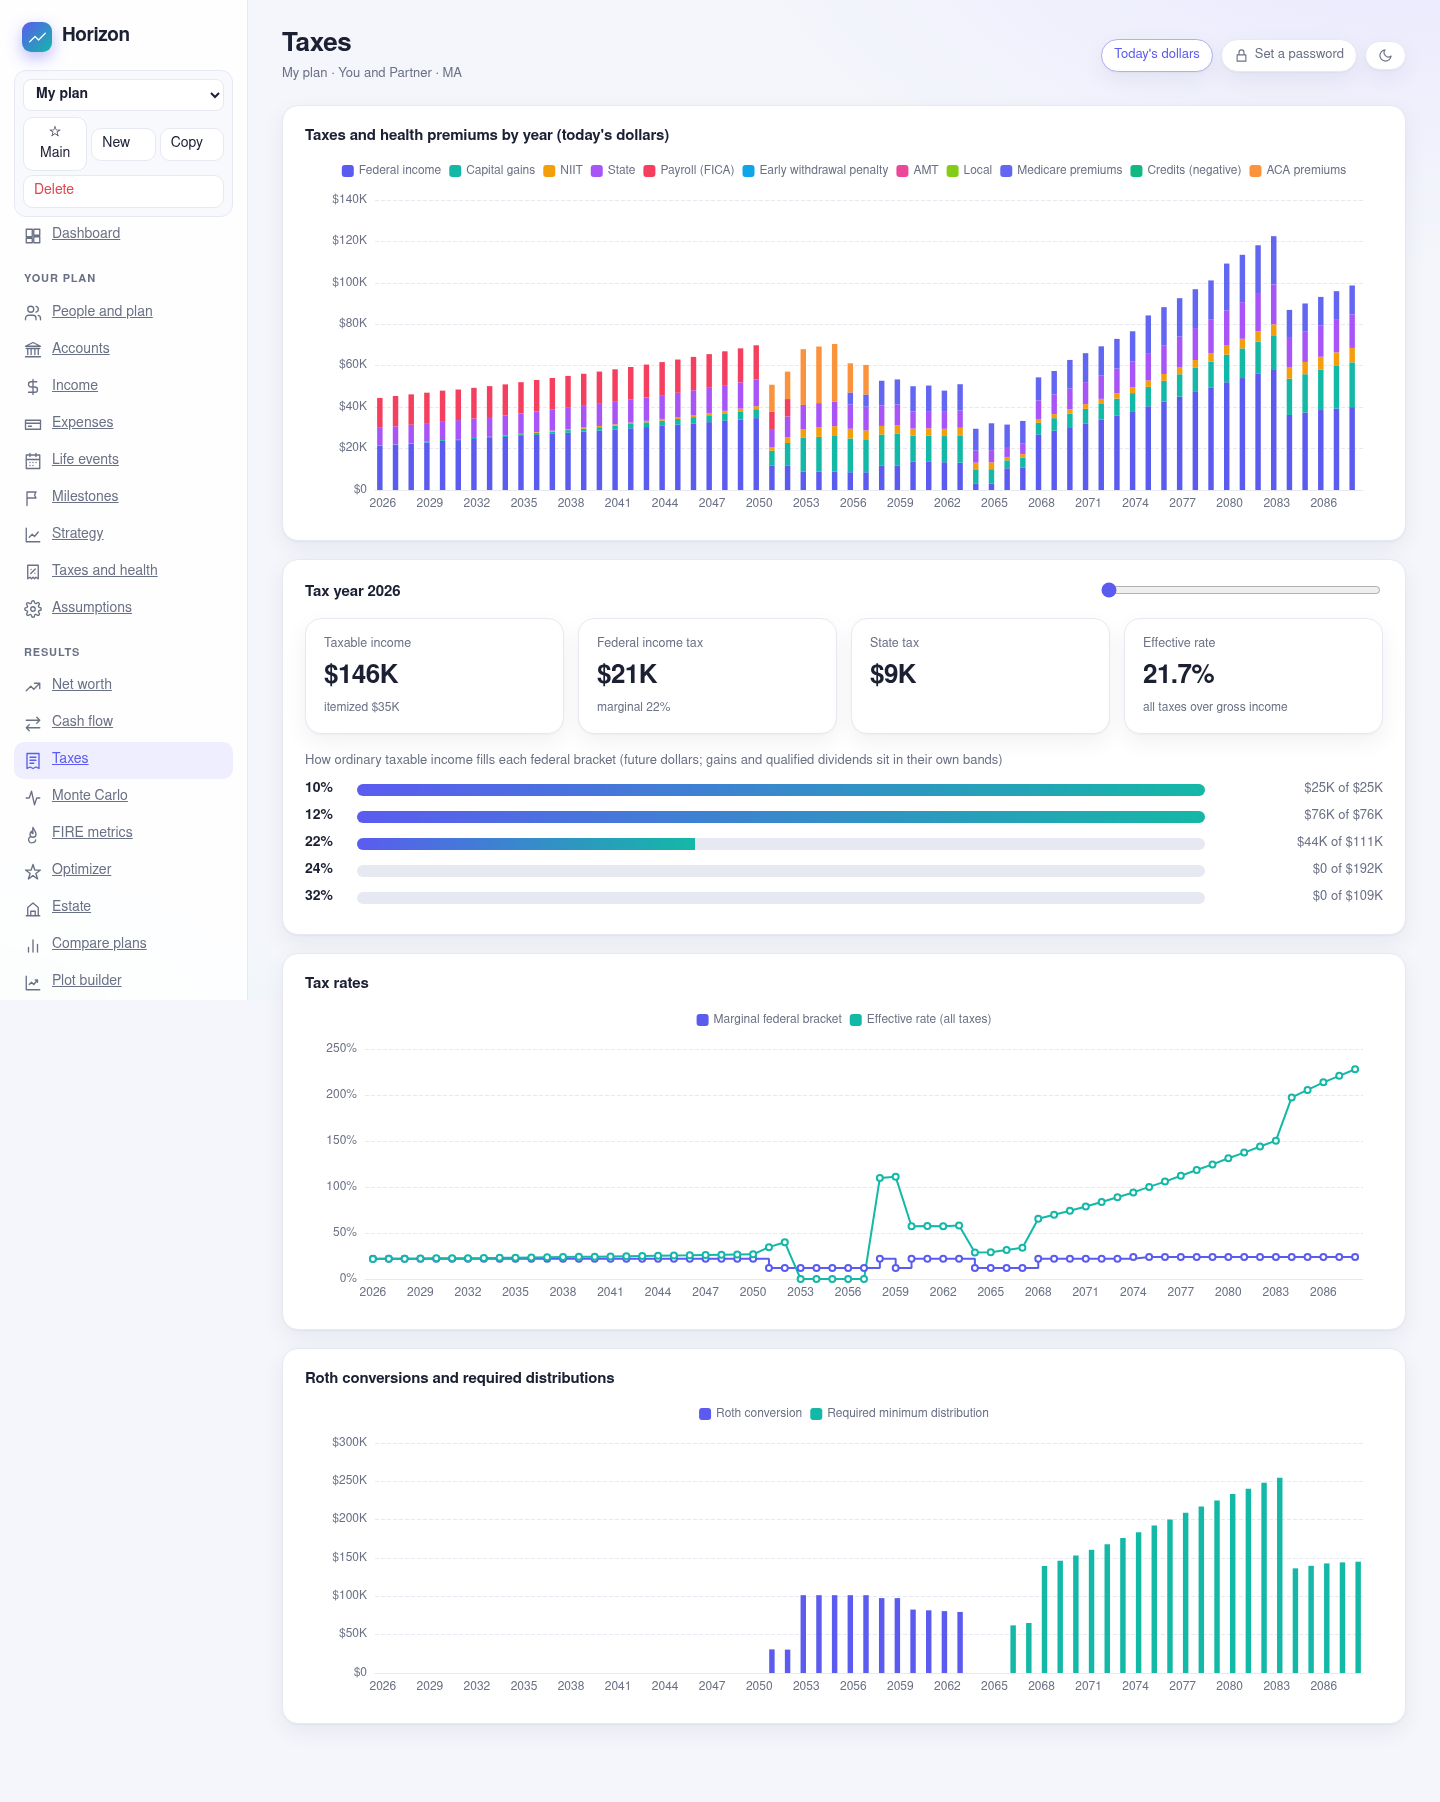 Horizon
My plan
☆ Main
New
Copy
Delete
Dashboard
YOUR PLAN
People and plan
Accounts
Income
Expenses
Life events
Milestones
Strategy
Taxes and health
Assumptions
RESULTS
Net worth
Cash flow
Taxes
Monte Carlo
FIRE metrics
Optimizer
Estate
Compare plans
Plot builder
Taxes
My plan · You and Partner · MA
Today's dollars
Set a password
Taxes and health premiums by year (today's dollars)
Federal income Capital gains NIIT State Payroll (FICA) Early withdrawal penalty AMT Local Medicare premiums Credits (negative) ACA premiums
$140K
$120K
$100K
$80K
$60K
$40K
$20K
$0
2026 2029 2032 2035 2038 2041 2044 2047 2050 2053 2056 2059 2062 2065 2068 2071 2074 2077 2080 2083 2086
Tax year 2026
Taxable income
$146K
itemized $35K
Federal income tax
$21K
marginal 22%
State tax
$9K
Effective rate
21.7%
all taxes over gross income
How ordinary taxable income fills each federal bracket (future dollars; gains and qualified dividends sit in their own bands)
10% $25K of $25K
12% $76K of $76K
22% $44K of $111K
24% $0 of $192K
32% $0 of $109K
Tax rates
Marginal federal bracket Effective rate (all taxes)
250%
200%
150%
100%
50%
0%
2026 2029 2032 2035 2038 2041 2044 2047 2050 2053 2056 2059 2062 2065 2068 2071 2074 2077 2080 2083 2086
Roth conversions and required distributions
Roth conversion Required minimum distribution
$300K
$250K
$200K
$150K
$100K
$50K
$0
2026 2029 2032 2035 2038 2041 2044 2047 2050 2053 2056 2059 2062 2065 2068 2071 2074 2077 2080 2083 2086